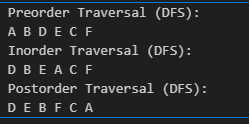 Preorder Traversal (DFS):
A B D E C F
Inorder Traversal (DFS):
D B E A C F
Postorder Traversal (DFS):
D E B F C A